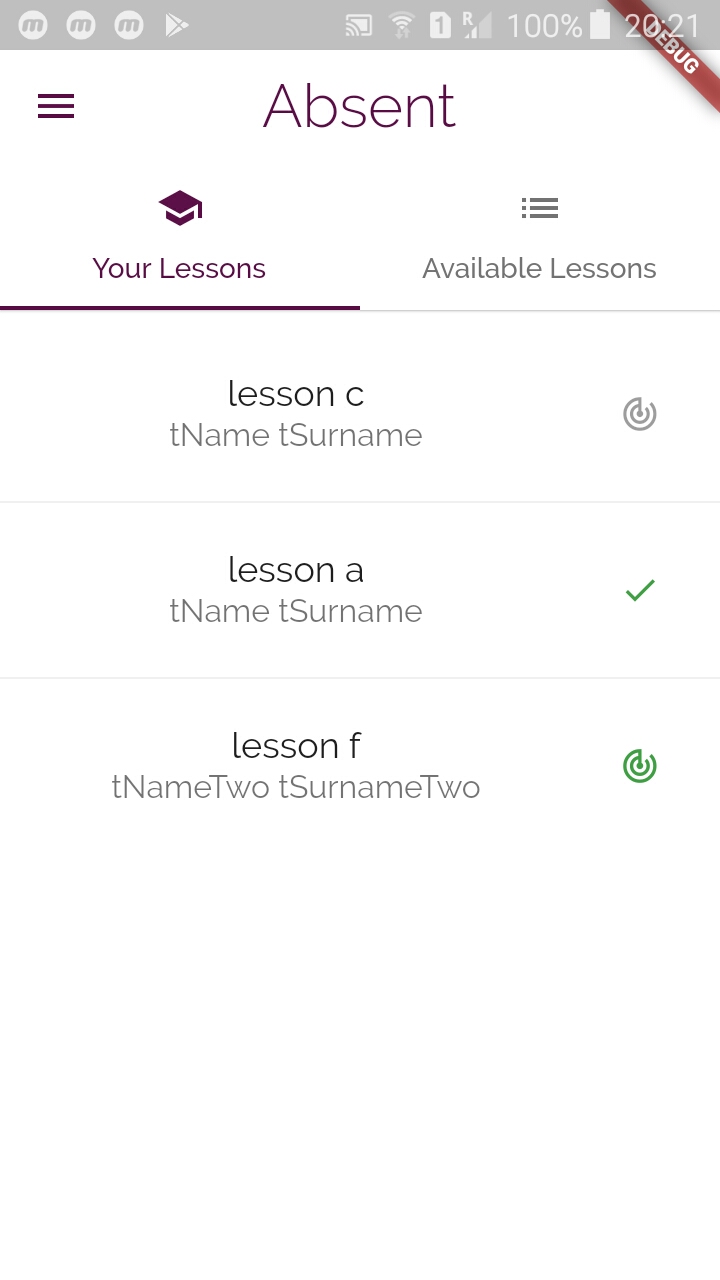 m m m 1 R 100% 20:21
DEBUG
Absent
Your Lessons
Available Lessons
lesson c
tName tSurname
lesson a
tName tSurname
lesson f
tNameTwo tSurnameTwo